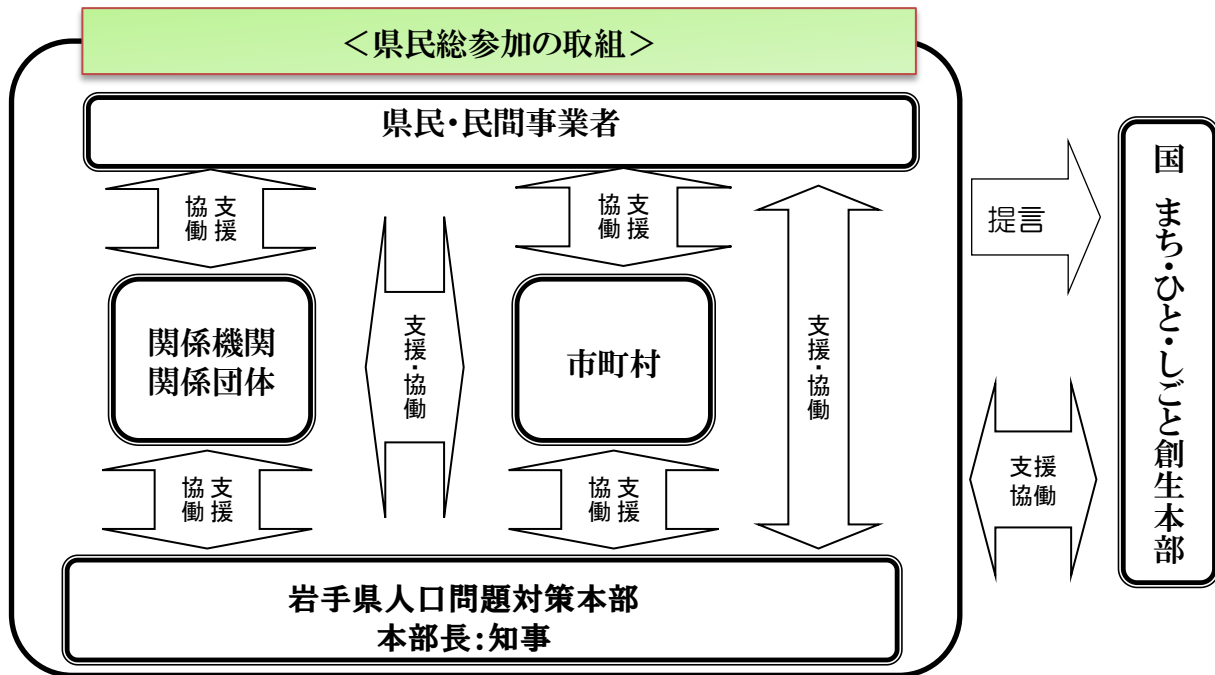 ＜県民総参加の取組＞
県民・民間事業者
支援
協働
支援
協働
提言
国　まち・ひと・しごと創生本部
関係機関
関係団体
支援・協働
市町村
支援・協働
支援
協働
支援
協働
支援
協働
岩手県人口問題対策本部
本部長：知事